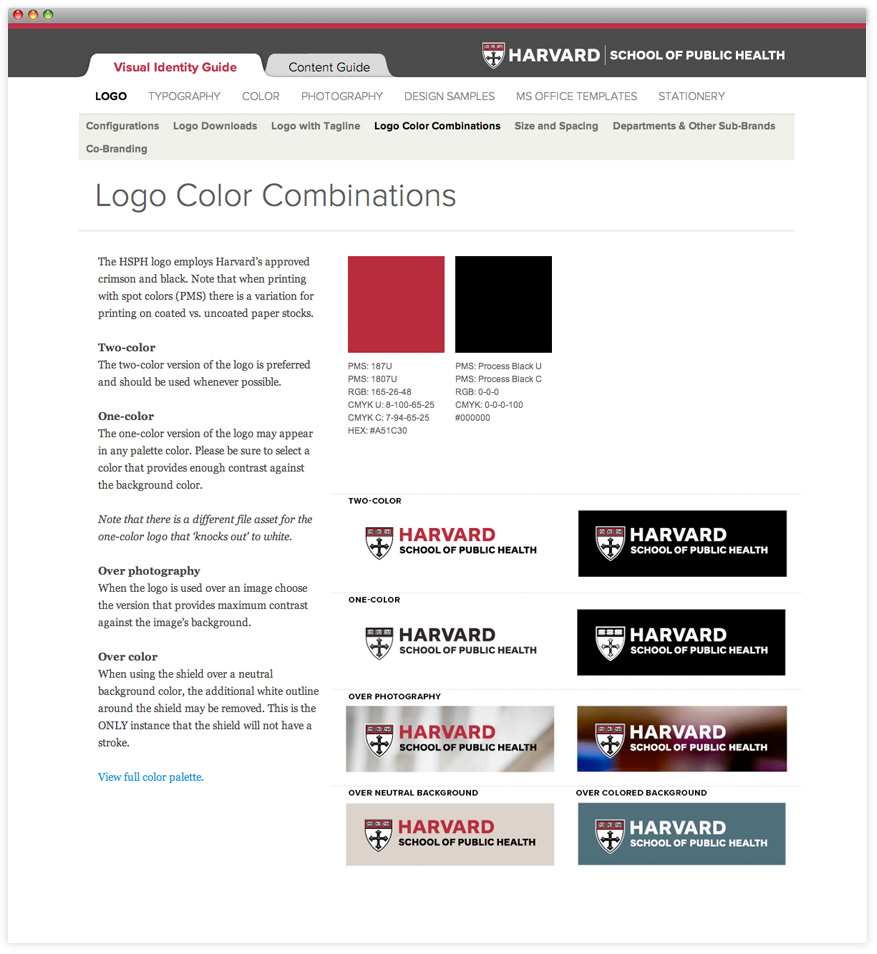 Visual Identity Guide
Content Guide
HARVARD SCHOOL OF PUBLIC HEALTH
LOGO TYPOGRAPHY COLOR PHOTOGRAPHY DESIGN SAMPLES MS OFFICE TEMPLATES STATIONERY
Configurations Logo Downloads Logo with Tagline Logo Color Combinations Size and Spacing Departments & Other Sub-Brands
Co-Branding
Logo Color Combinations
The HSPH logo employs Harvard’s approved
crimson and black. Note that when printing
with spot colors (PMS) there is a variation for
printing on coated vs. uncoated paper stocks.
Two-color
The two-color version of the logo is preferred
and should be used whenever possible.
One-color
The one-color version of the logo may appear
in any palette color. Please be sure to select a
color that provides enough contrast against
the background color.
Note that there is a different file asset for the
one-color logo that ‘knocks out’ to white.
Over photography
When the logo is used over an image choose
the version that provides maximum contrast
against the image’s background.
Over color
When using the shield over a neutral
background color, the additional white outline
around the shield may be removed. This is the
ONLY instance that the shield will not have a
stroke.
View full color palette.
PMS: 187U
PMS: 1807U
RGB: 165-26-48
CMYK U: 8-100-65-25
CMYK C: 7-94-65-25
HEX: #A51C30
PMS: Process Black U
PMS: Process Black C
RGB: 0-0-0
CMYK: 0-0-0-100
#000000
TWO-COLOR
HARVARD
SCHOOL OF PUBLIC HEALTH
HARVARD
SCHOOL OF PUBLIC HEALTH
ONE-COLOR
HARVARD
SCHOOL OF PUBLIC HEALTH
HARVARD
SCHOOL OF PUBLIC HEALTH
OVER PHOTOGRAPHY
HARVARD
SCHOOL OF PUBLIC HEALTH
HARVARD
SCHOOL OF PUBLIC HEALTH
OVER NEUTRAL BACKGROUND
HARVARD
SCHOOL OF PUBLIC HEALTH
OVER COLORED BACKGROUND
HARVARD
SCHOOL OF PUBLIC HEALTH